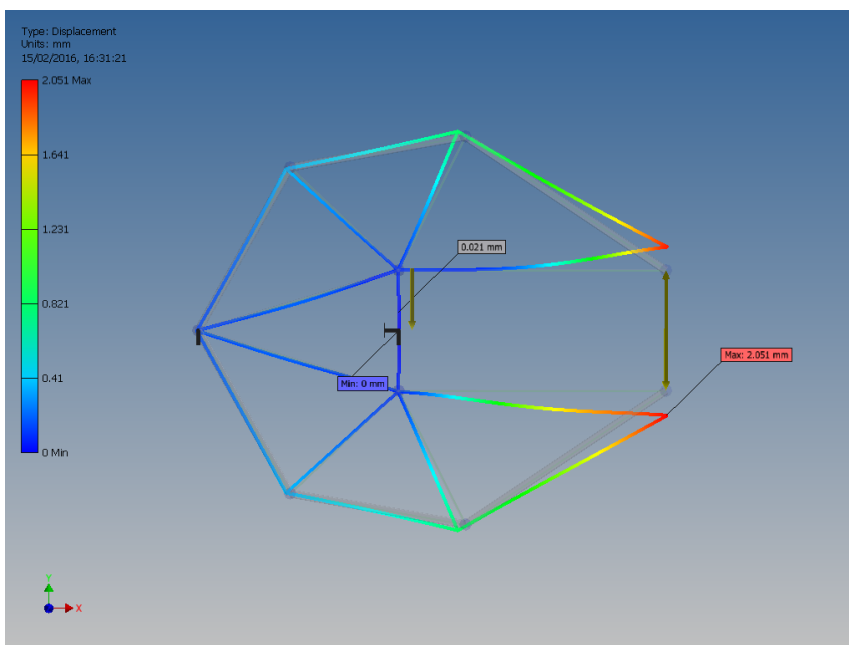 Type: Displacement
Units: mm
15/02/2016, 16:31:21
2.051 Max
1.641
1.231
0.821
0.41
0 Min
0.021 mm
Max: 2.051 mm
Min: 0 mm
Y
X